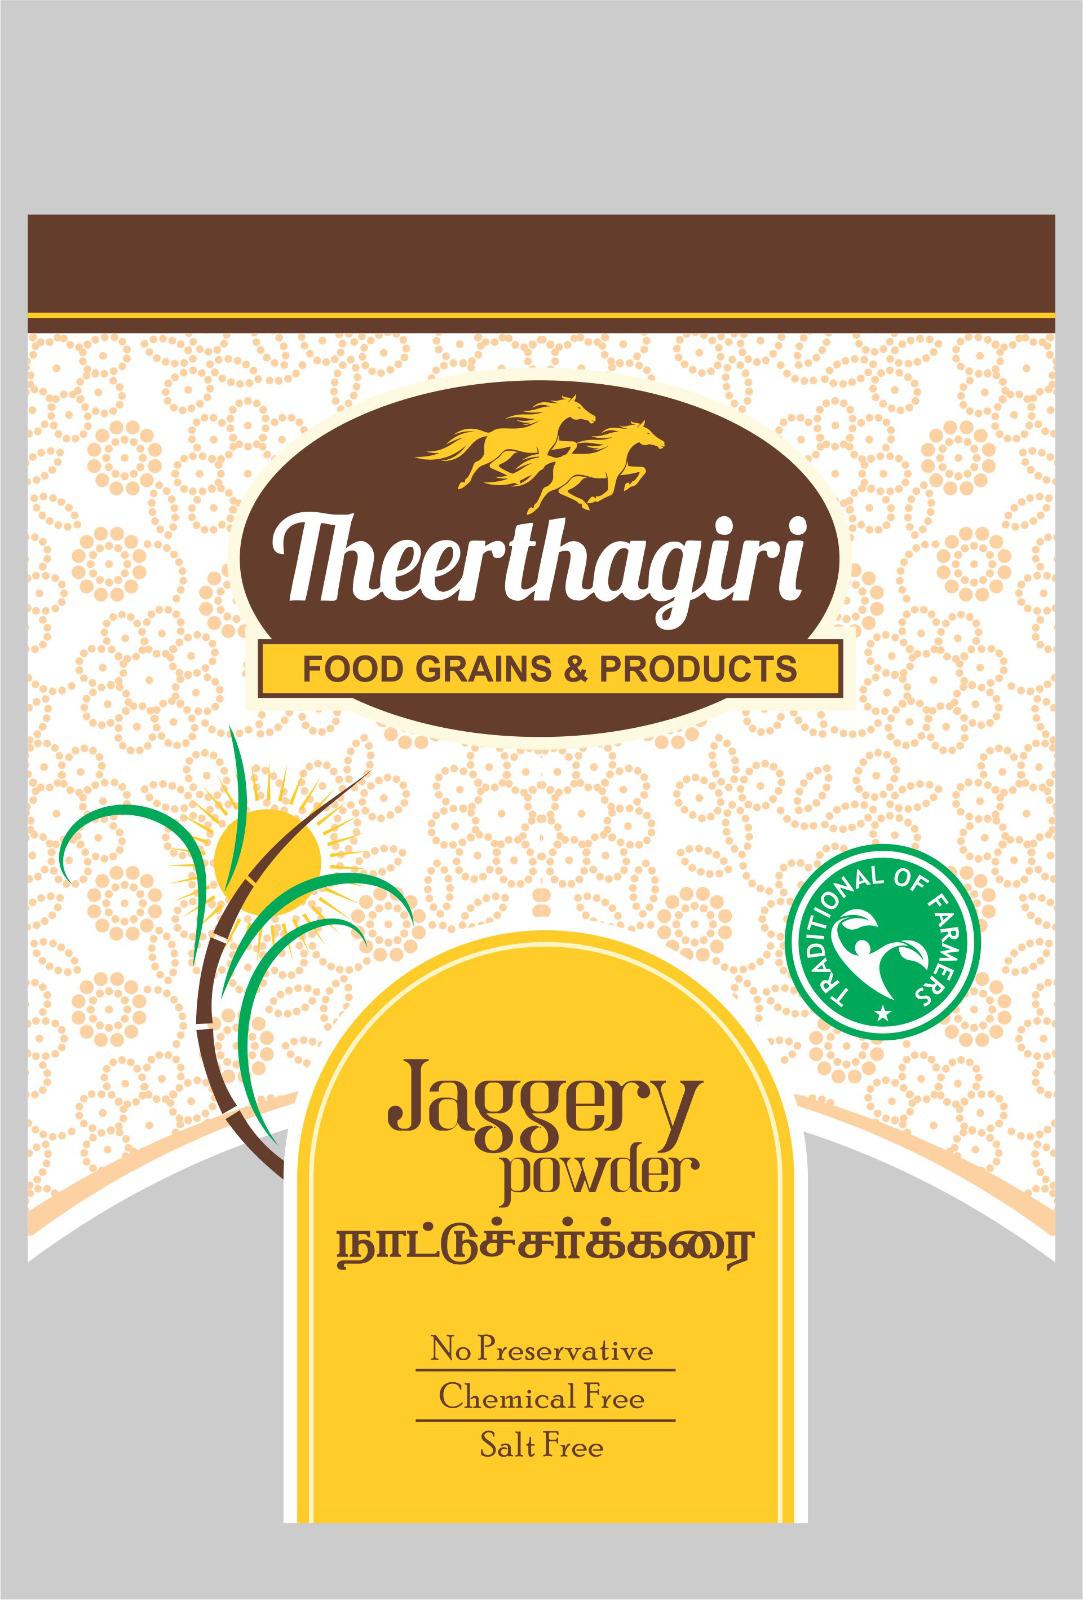 Theerthagiri
FOOD GRAINS & PRODUCTS
TRADITIONAL OF FARMERS
Jaggery
powder
நாட்டுச்சர்க்கரை
No Preservative
Chemical Free
Salt Free